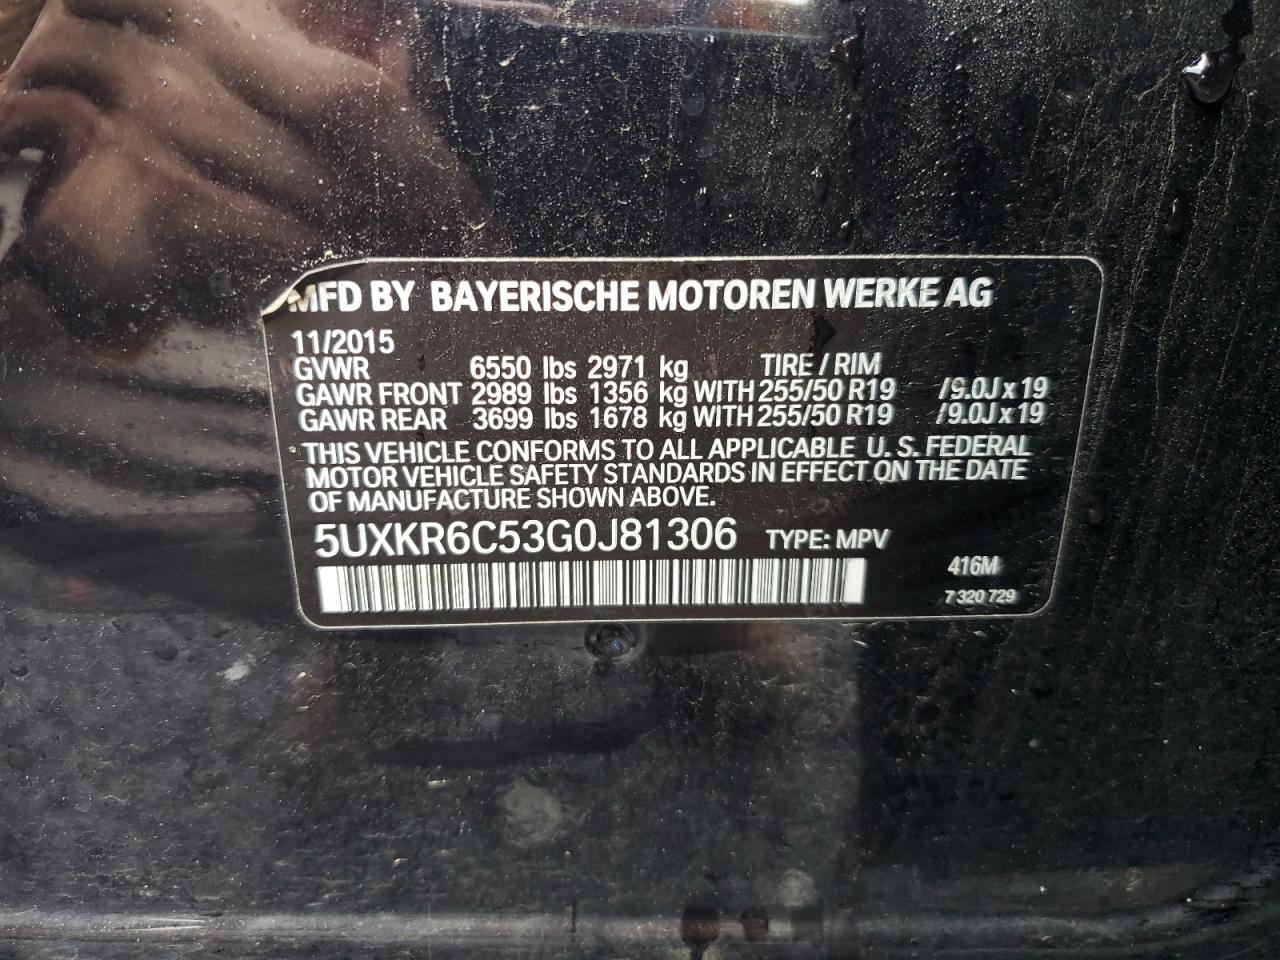 MFD BY BAYERISCHE MOTOREN WERKE AG
11/2015
GVWR 6550 lbs 2971 kg TIRE / RIM
GAWR FRONT 2989 lbs 1356 kg WITH 255/50 R19 /9.0J x 19
GAWR REAR 3699 lbs 1678 kg WITH 255/50 R19 /9.0J x 19
THIS VEHICLE CONFORMS TO ALL APPLICABLE U.S. FEDERAL
MOTOR VEHICLE SAFETY STANDARDS IN EFFECT ON THE DATE
OF MANUFACTURE SHOWN ABOVE.
5UXKR6C53G0J81306 TYPE: MPV
416M
7 320 729